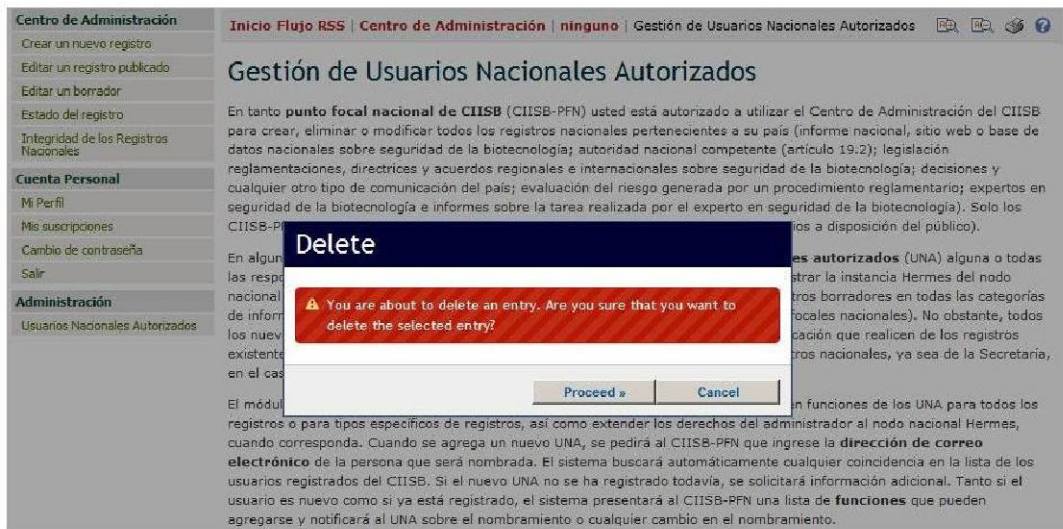 Centro de Administración
Crear un nuevo registro
Editar un registro publicado
Editar un borrador
Estado del registro
Integridad de los Registros
Nacionales
Cuenta Personal
Mi Perfil
Mis suscripciones
Cambio de contraseña
Salir
Administración
Usuarios Nacionales Autorizados
Inicio Flujo RSS | Centro de Administración | ninguno | Gestión de Usuarios Nacionales Autorizados
Gestión de Usuarios Nacionales Autorizados
En tanto punto focal nacional de CIISB (CIISB-PFN) usted está autorizado a utilizar el Centro de Administración del CIISB
para crear, eliminar o modificar todos los registros nacionales pertenecientes a su país (informe nacional, sitio web o base de
datos nacionales sobre seguridad de la biotecnología; autoridad nacional competente (artículo 19.2); legislación
reglamentaciones, directrices y acuerdos regionales e internacionales sobre seguridad de la biotecnología; decisiones y
cualquier otro tipo de comunicación del país; evaluación del riesgo generada por un procedimiento reglamentario; expertos en
seguridad de la biotecnología e informes sobre la tarea realizada por el experto en seguridad de la biotecnología). Solo los
CIISB-P ios a disposición del público).
En algun es autorizados (UNA) alguna o todas
las respo strar la instancia Hermes del nodo
nacional tros borradores en todas las categorías
de inform focales nacionales). No obstante, todos
los nuev cación que realicen de los registros
existente tros nacionales, ya sea de la Secretaría,
en el cas
Delete
You are about to delete an entry. Are you sure that you want to
delete the selected entry?
Proceed »
Cancel
El módul en funciones de los UNA para todos los
registros o para tipos específicos de registros, así como extender los derechos del administrador al nodo nacional Hermes,
cuando corresponda. Cuando se agrega un nuevo UNA, se pedirá al CIISB-PFN que ingrese la dirección de correo
electrónico de la persona que será nombrada. El sistema buscará automáticamente cualquier coincidencia en la lista de los
usuarios registrados del CIISB. Si el nuevo UNA no se ha registrado todavía, se solicitará información adicional. Tanto si el
usuario es nuevo como si ya está registrado, el sistema presentará al CIISB-PFN una lista de funciones que pueden
agregarse y notificará al UNA sobre el nombramiento o cualquier cambio en el nombramiento.